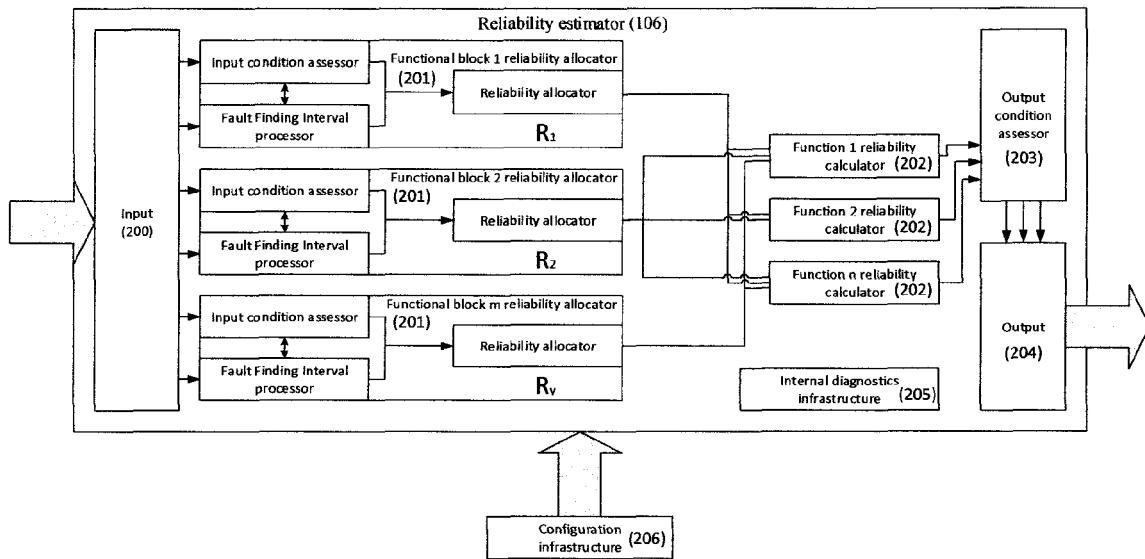 Reliability estimator (106)
Input
(200)
Input condition assessor
Fault Finding Interval
processor
Functional block 1 reliability allocator
(201)
Reliability allocator
R1
Input condition assessor
Fault Finding Interval
processor
Functional block 2 reliability allocator
(201)
Reliability allocator
R2
Input condition assessor
Fault Finding Interval
processor
Functional block m reliability allocator
(201)
Reliability allocator
Rv
Function 1 reliability
calculator (202)
Function 2 reliability
calculator (202)
Function n reliability
calculator (202)
Internal diagnostics
infrastructure (205)
Output
condition
assessor
(203)
Output
(204)
Configuration
infrastructure (206)